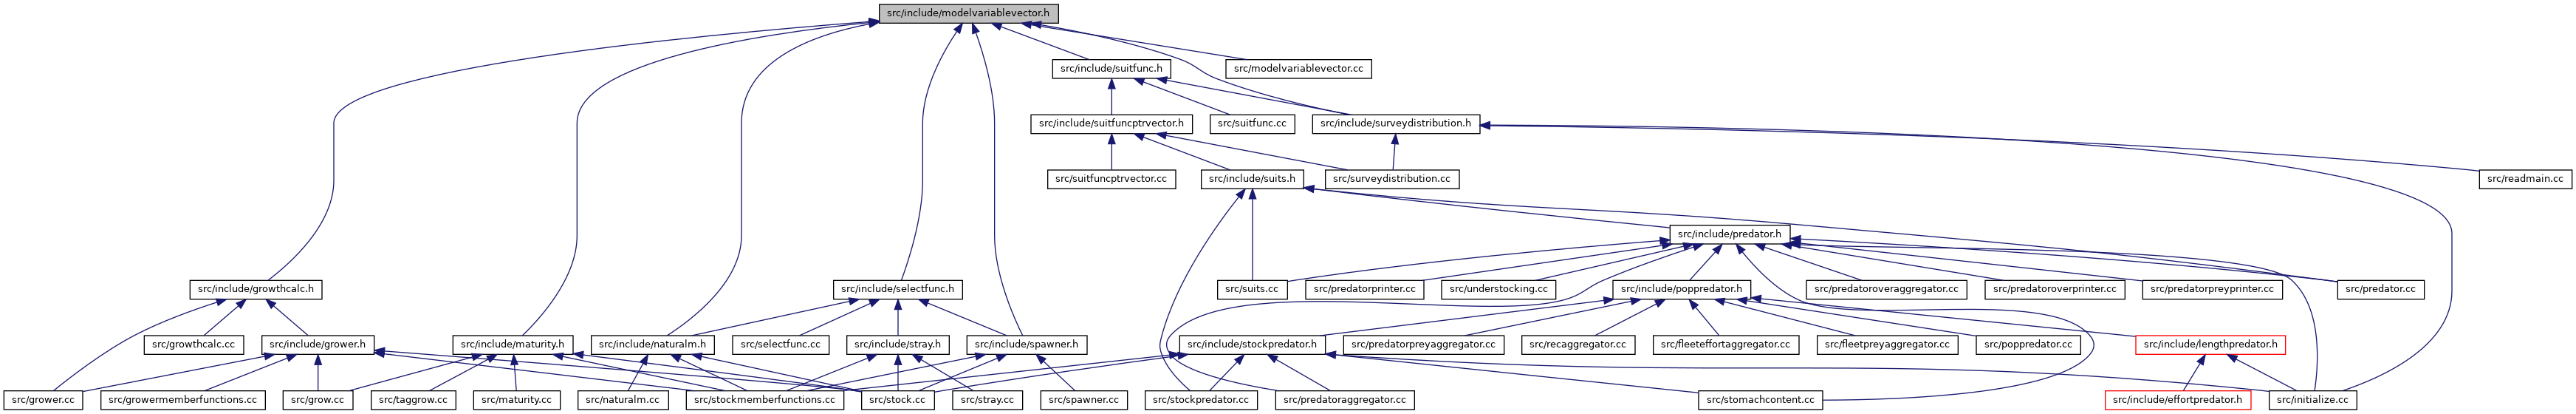 src/include/modelvariablevector.h
src/include/suitfunc.h
src/modelvariablevector.cc
src/include/suitfuncptrvector.h
src/suitfunc.cc
src/include/surveydistribution.h
src/suitfuncptrvector.cc
src/include/suits.h
src/surveydistribution.cc
src/readmain.cc
src/include/predator.h
src/include/growthcalc.h
src/include/selectfunc.h
src/suits.cc
src/predatorprinter.cc
src/understocking.cc
src/include/poppredator.h
src/predatoroveraggregator.cc
src/predatoroverprinter.cc
src/predatorpreyprinter.cc
src/predator.cc
src/growthcalc.cc
src/include/grower.h
src/include/maturity.h
src/include/naturalm.h
src/selectfunc.cc
src/include/stray.h
src/include/spawner.h
src/include/stockpredator.h
src/predatorpreyaggregator.cc
src/recaggregator.cc
src/fleeteffortaggregator.cc
src/fleetpreyaggregator.cc
src/poppredator.cc
src/include/lengthpredator.h
src/grower.cc
src/growermemberfunctions.cc
src/grow.cc
src/taggrow.cc
src/maturity.cc
src/naturalm.cc
src/stockmemberfunctions.cc
src/stock.cc
src/stray.cc
src/spawner.cc
src/stockpredator.cc
src/predatoraggregator.cc
src/stomachcontent.cc
src/include/effortpredator.h
src/initialize.cc